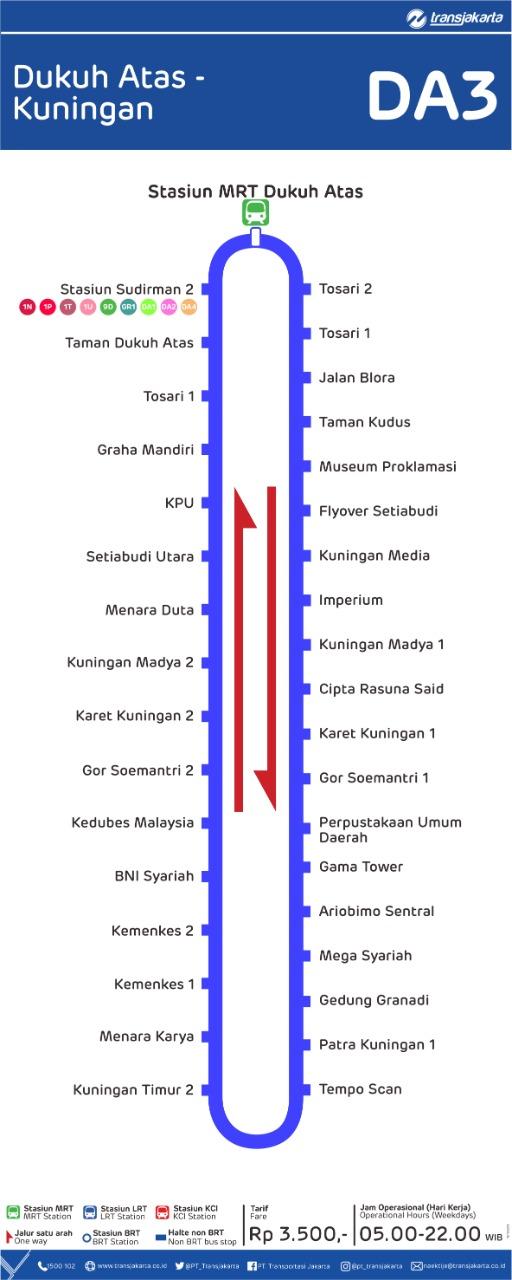 transjakarta
Dukuh Atas -
Kuningan
DA3
Stasiun MRT Dukuh Atas
Stasiun Sudirman 2
1N 1P 1T 1U 9D GR1 DA1 DA2 DA4
Taman Dukuh Atas
Tosari 1
Graha Mandiri
KPU
Setiabudi Utara
Menara Duta
Kuningan Madya 2
Karet Kuningan 2
Gor Soemantri 2
Kedubes Malaysia
BNI Syariah
Kemenkes 2
Kemenkes 1
Menara Karya
Kuningan Timur 2
Tosari 2
Tosari 1
Jalan Blora
Taman Kudus
Museum Proklamasi
Flyover Setiabudi
Kuningan Media
Imperium
Kuningan Madya 1
Cipta Rasuna Said
Karet Kuningan 1
Gor Soemantri 1
Perpustakaan Umum
Daerah
Gama Tower
Ariobimo Sentral
Mega Syariah
Gedung Granadi
Patra Kuningan 1
Tempo Scan
Stasiun MRT
MRT Station
Stasiun LRT
LRT Station
Stasiun KCI
KCI Station
Jalur satu arah
One way
Stasiun BRT
BRT Station
Halte non BRT
Non BRT bus stop
Tarif
Fare
Rp 3.500,-
Jam Operasional (Hari Kerja)
Operational Hours (Weekdays)
05.00-22.00 WIB
1500 102
www.transjakarta.co.id
@PT_Transjakarta
PT Transportasi Jakarta
@pt_transjakarta
naektije@transjakarta.co.id